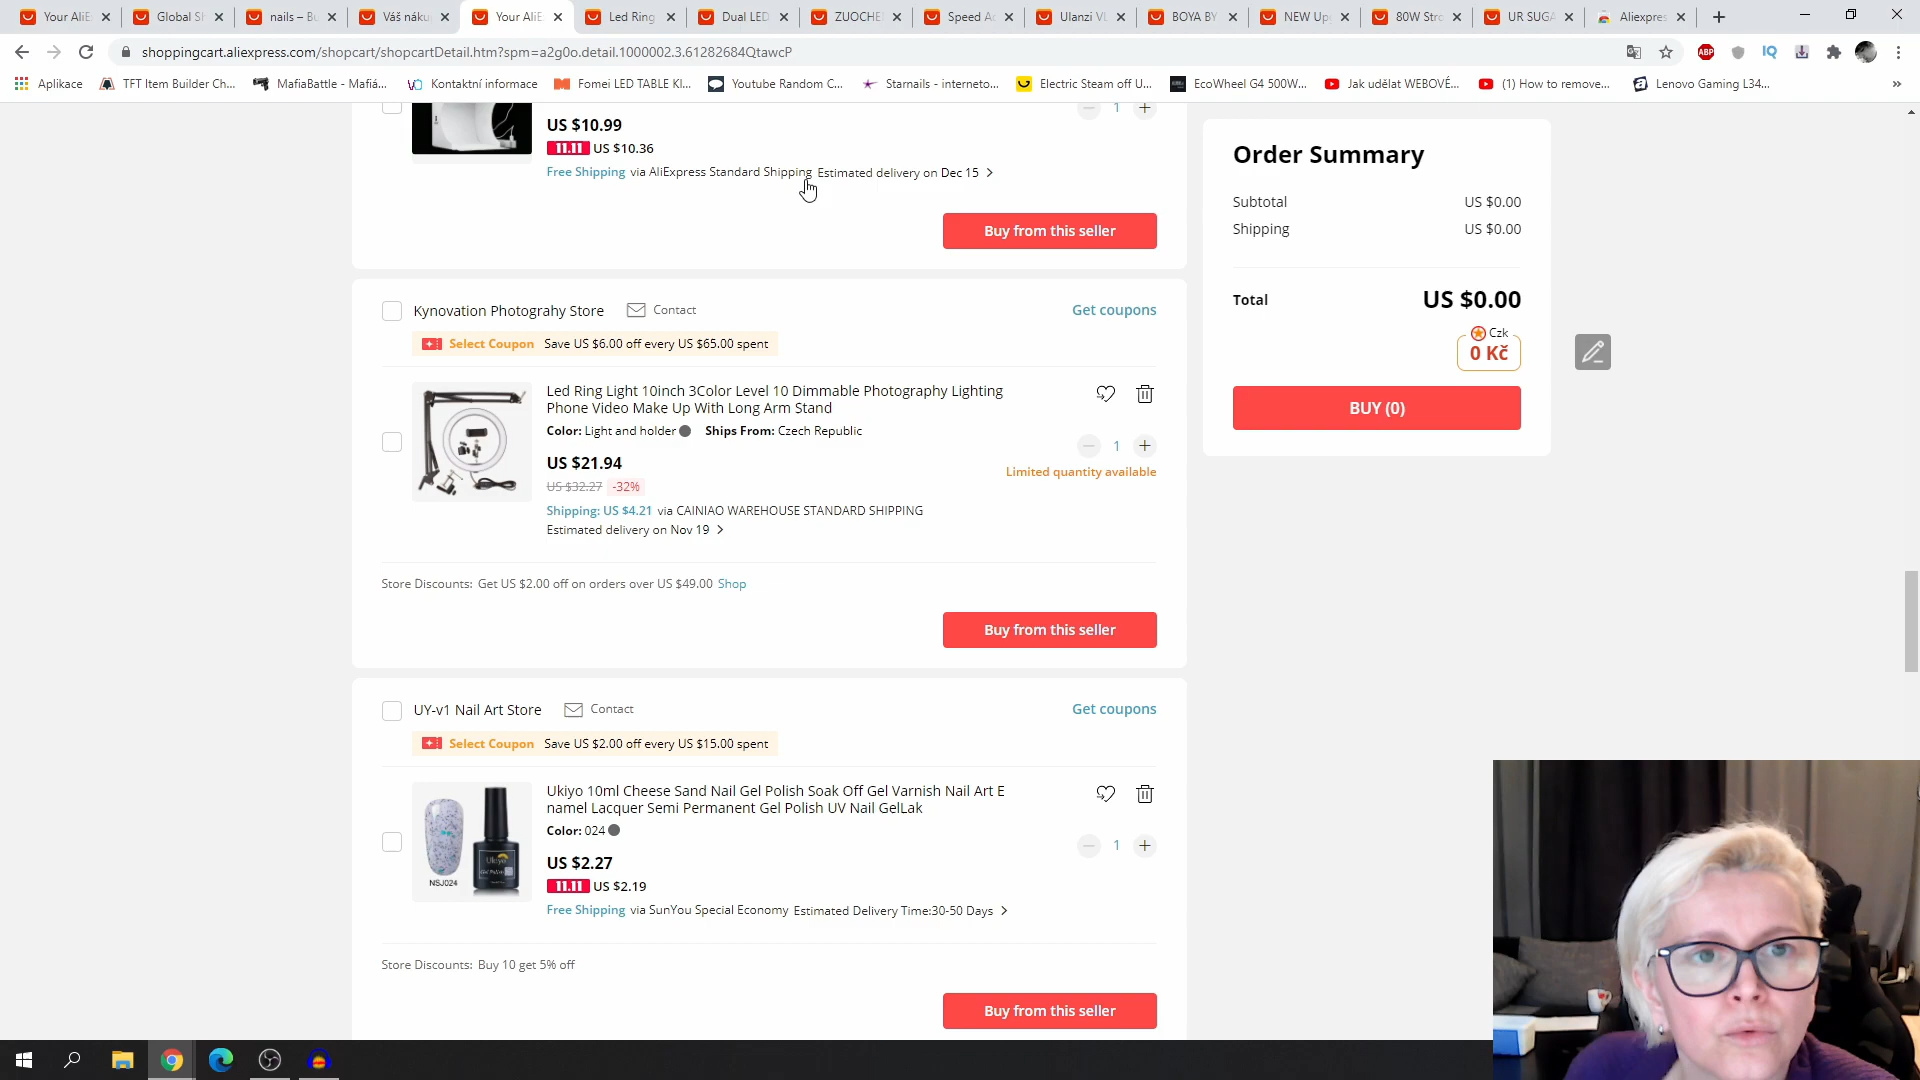 Your AliE
Global Sh
nails – Bu
Váš náku
Your AliE
Led Ring
Dual LED
ZUOCHE
Speed Ac
Ulanzi VL
BOYA BY
NEW Upg
80W Stro
UR SUGA
Aliexpres
shoppingcart.aliexpress.com/shopcart/shopcartDetail.htm?spm=a2g0o.detail.1000002.3.61282684QtawcP
ABP
IQ
Aplikace
TFT Item Builder Ch...
MafiaBattle - Mafiá...
Kontaktní informace
Fomei LED TABLE Kl...
Youtube Random C...
Starnails - interneto...
Electric Steam off U...
EcoWheel G4 500W...
Jak udělat WEBOVÉ...
(1) How to remove...
Lenovo Gaming L34...
»
1
US $10.99
11.11 US $10.36
Free Shipping via AliExpress Standard Shipping Estimated delivery on Dec 15
Buy from this seller
Kynovation Photograhy Store
Contact
Get coupons
Select Coupon Save US $6.00 off every US $65.00 spent
Led Ring Light 10inch 3Color Level 10 Dimmable Photography Lighting
Phone Video Make Up With Long Arm Stand
Color: Light and holder Ships From: Czech Republic
1
US $21.94
Limited quantity available
US $32.27 -32%
Shipping: US $4.21 via CAINIAO WAREHOUSE STANDARD SHIPPING
Estimated delivery on Nov 19
Store Discounts: Get US $2.00 off on orders over US $49.00 Shop
Buy from this seller
UY-v1 Nail Art Store
Contact
Get coupons
Select Coupon Save US $2.00 off every US $15.00 spent
Ukiyo 10ml Cheese Sand Nail Gel Polish Soak Off Gel Varnish Nail Art E
namel Lacquer Semi Permanent Gel Polish UV Nail GelLak
Color: 024
1
US $2.27
NSJ024
11.11 US $2.19
Free Shipping via SunYou Special Economy Estimated Delivery Time:30-50 Days
Store Discounts: Buy 10 get 5% off
Buy from this seller
Order Summary
Subtotal US $0.00
Shipping US $0.00
Total US $0.00
Czk
0 Kč
BUY (0)